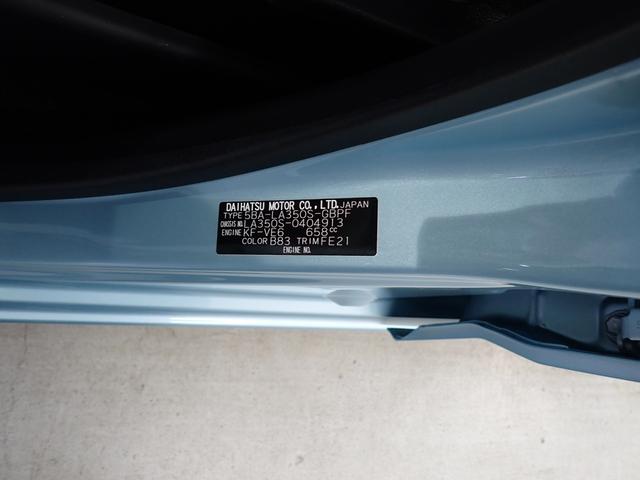 DAIHATSU MOTOR CO.,LTD. JAPAN
TYPE 5BA-LA350S-GBPF
CHASSIS NO. LA350S-0404913
ENGINE KF-VE6 658cc
COLOR B83 TRIM FE21
ENGINE NO.